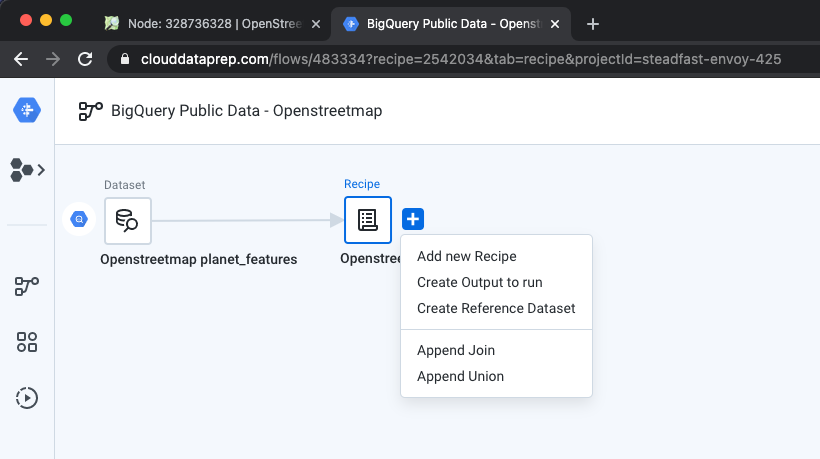 Node: 328736328 | OpenStree
BigQuery Public Data - Openst
clouddataprep.com/flows/483334?recipe=2542034&tab=recipe&projectId=steadfast-envoy-425
BigQuery Public Data - Openstreetmap
Dataset
Recipe
Openstreetmap planet_features
Openstree
Add new Recipe
Create Output to run
Create Reference Dataset
Append Join
Append Union